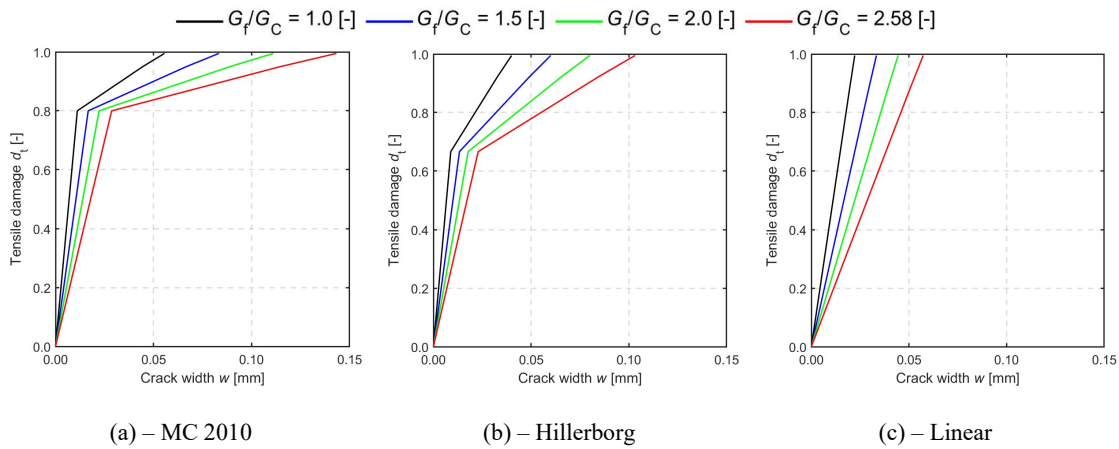 G_f/G_C = 1.0 [-] G_f/G_C = 1.5 [-] G_f/G_C = 2.0 [-] G_f/G_C = 2.58 [-]
Tensile damage d_t [-]
1.0
0.8
0.6
0.4
0.2
0.0
0.00 0.05 0.10 0.15
Crack width w [mm]
(a) – MC 2010
Tensile damage d_t [-]
1.0
0.8
0.6
0.4
0.2
0.0
0.00 0.05 0.10 0.15
Crack width w [mm]
(b) – Hillerborg
Tensile damage d_t [-]
1.0
0.8
0.6
0.4
0.2
0.0
0.00 0.05 0.10 0.15
Crack width w [mm]
(c) – Linear